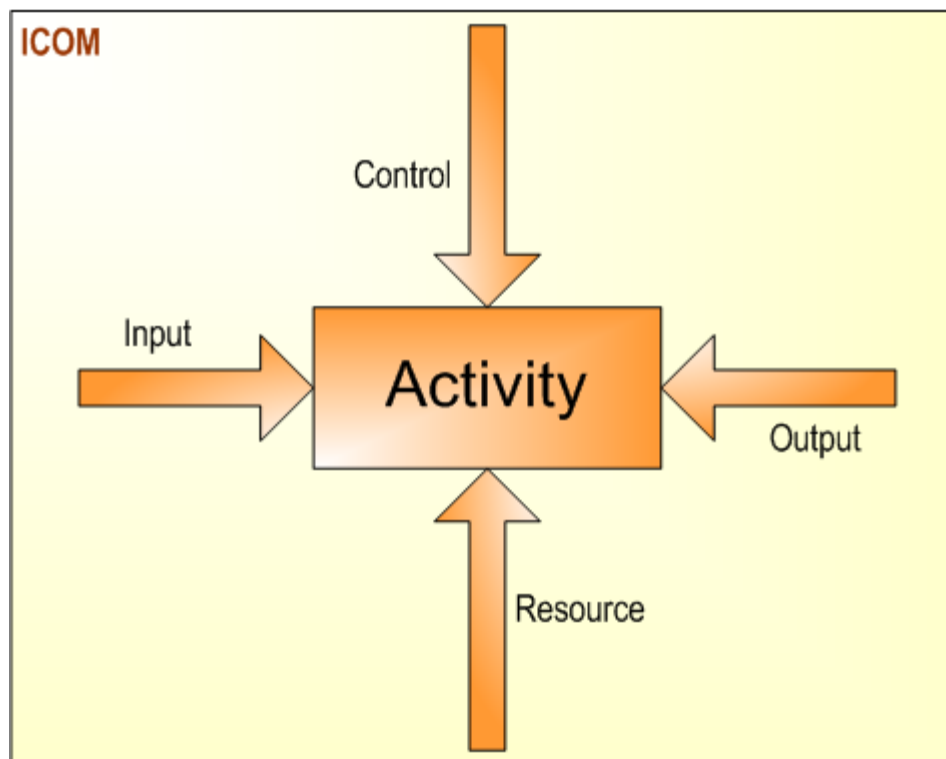 ICOM
Control
Input
Activity
Output
Resource